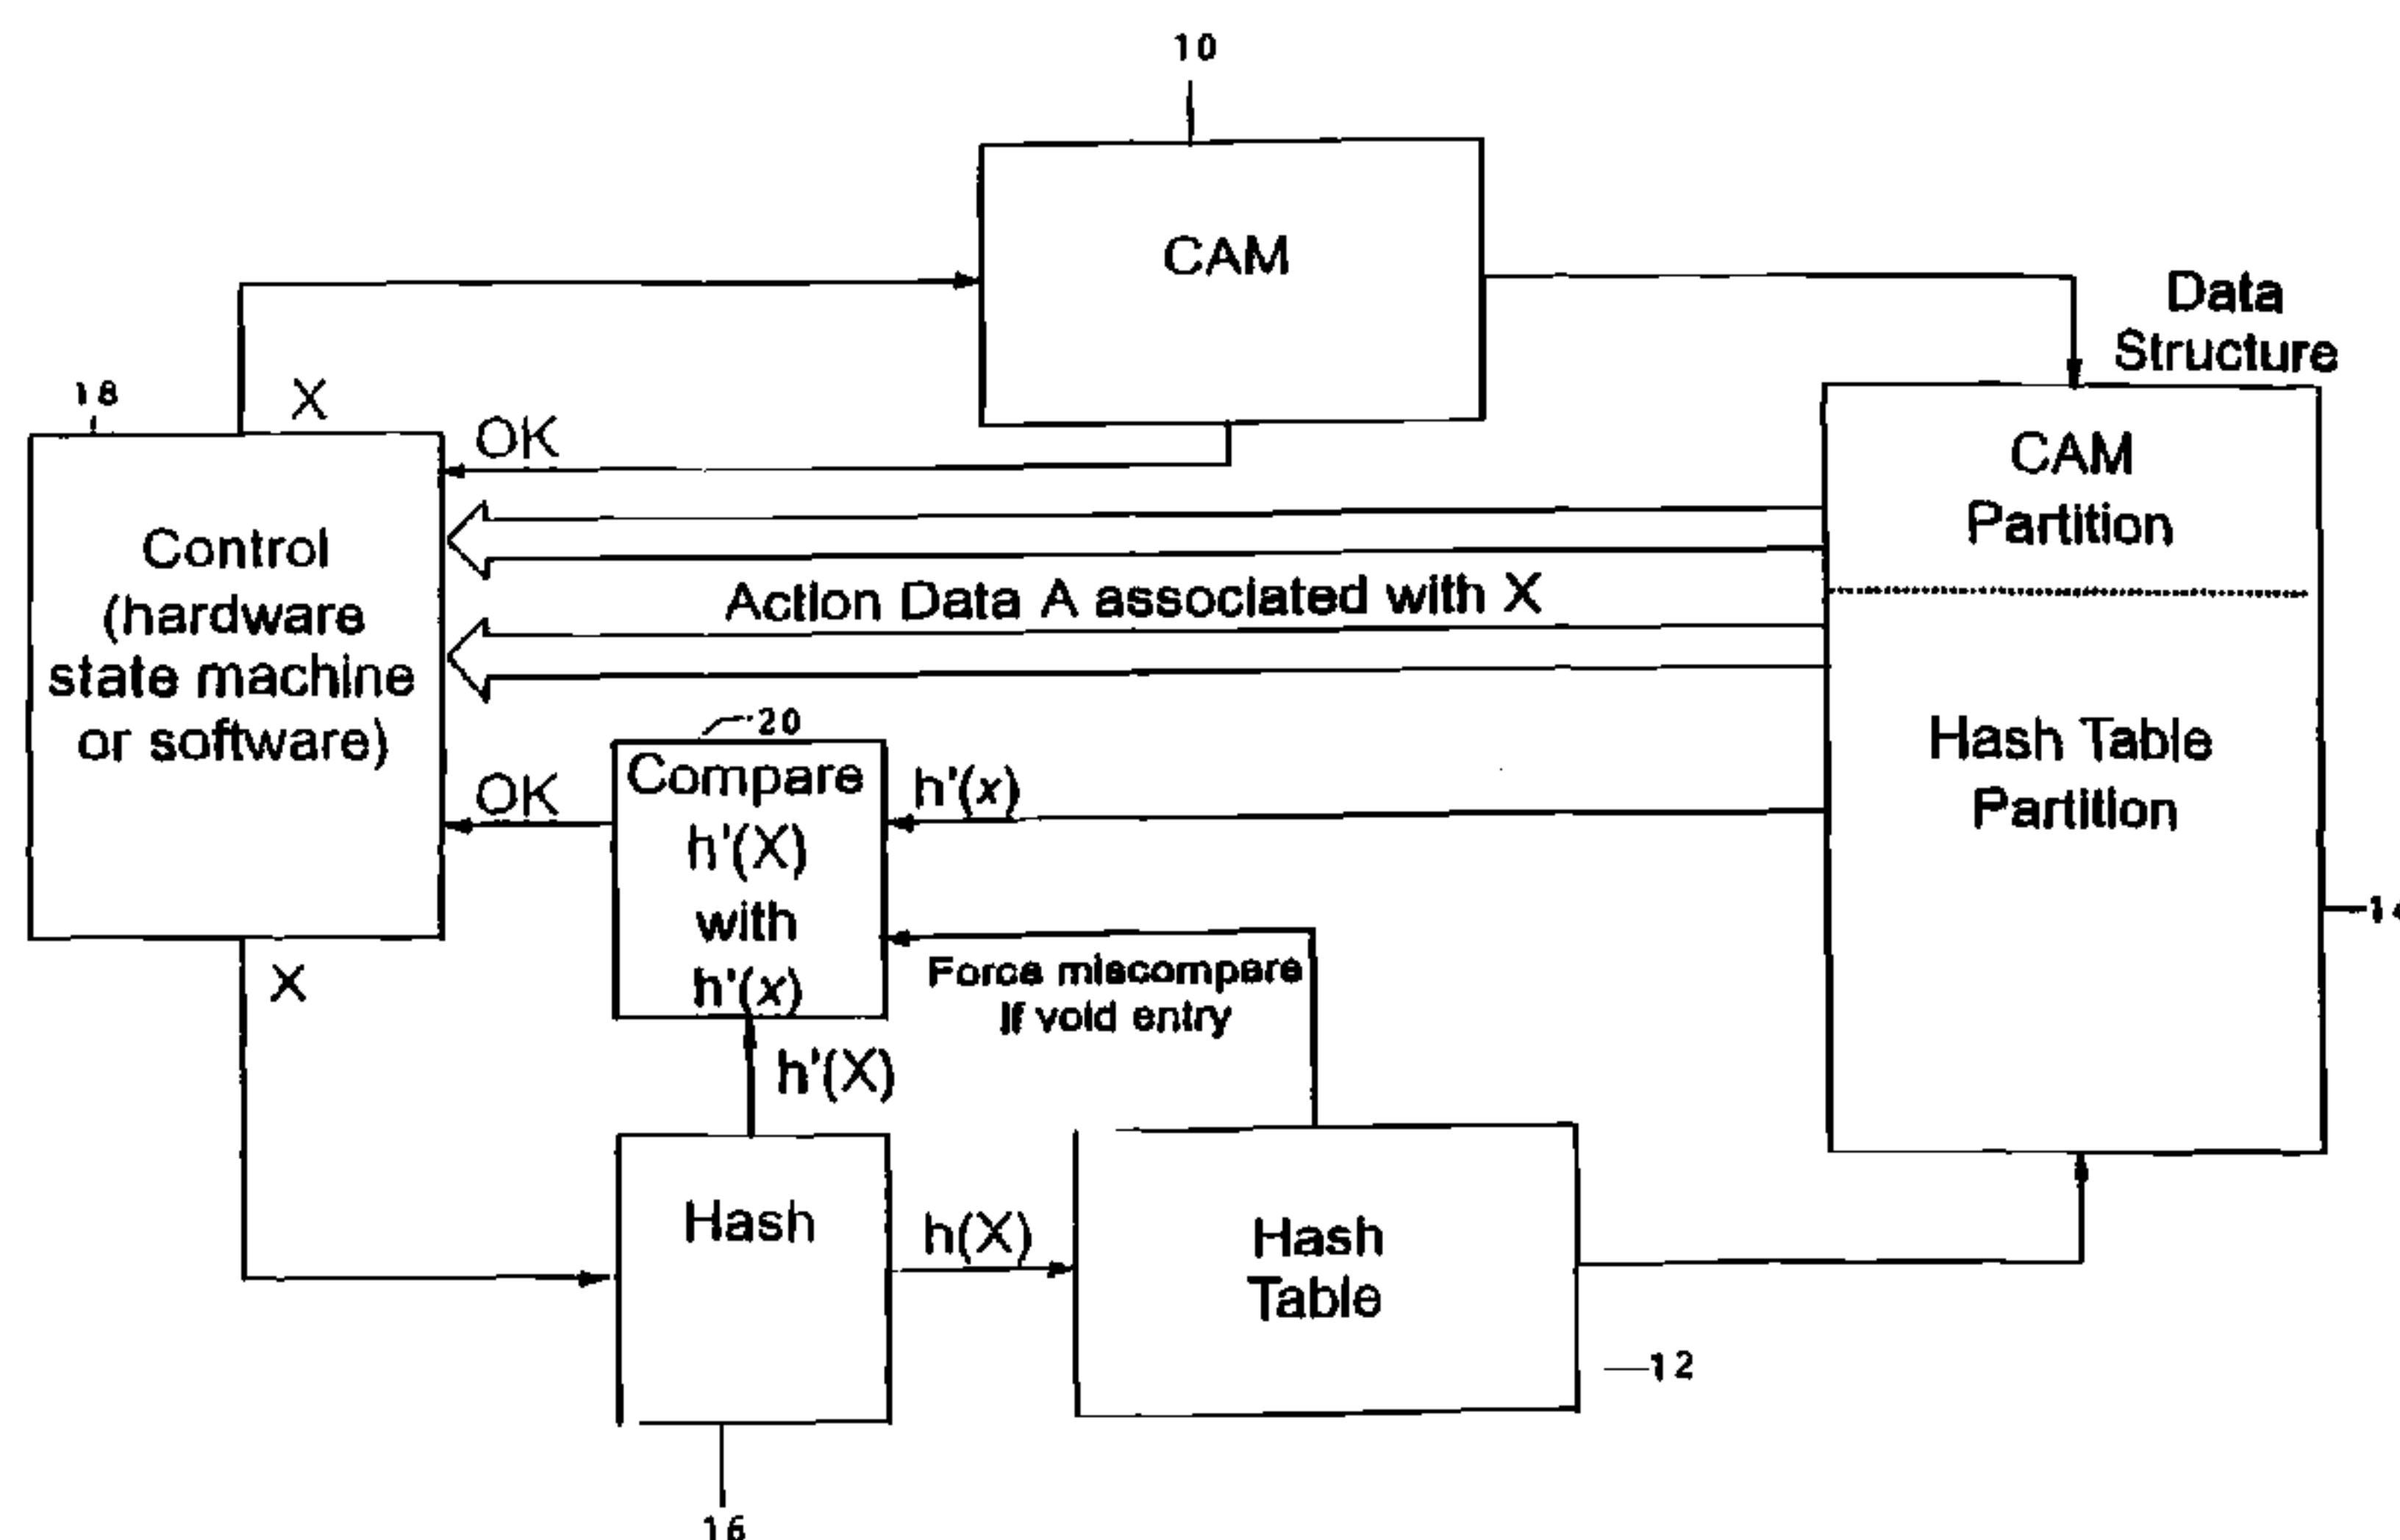 10
CAM
Data
Structure
18
X
OK
CAM
Partition
Control
(hardware
state machine
or software)
Action Data A associated with X
Hash Table
Partition
20
Compare
h'(X)
with
h'(x)
OK
h'(x)
Force miscompare
If void entry
X
h'(X)
Hash
h(X)
Hash
Table
12
16